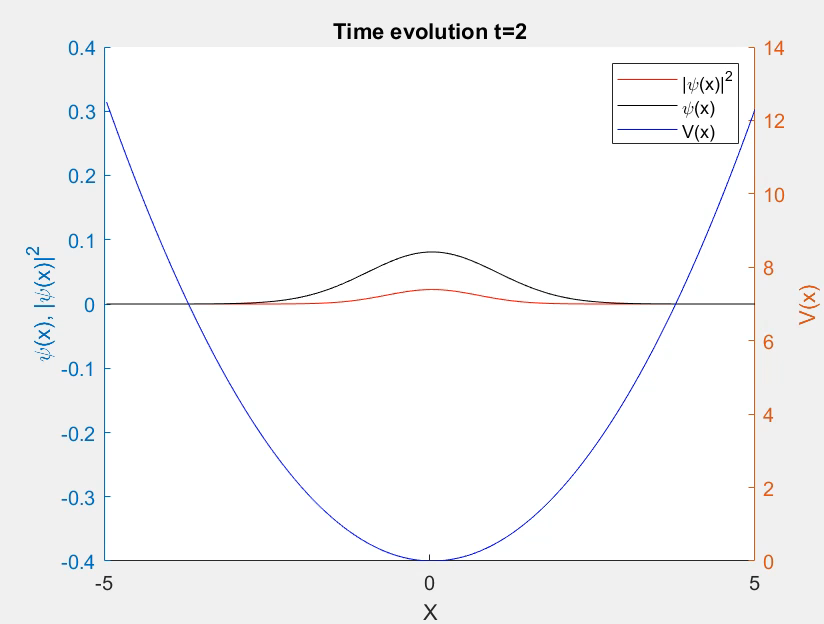 Time evolution t=2
0.4
0.3
0.2
0.1
0
-0.1
-0.2
-0.3
-0.4
ψ(x), |ψ(x)|²
|ψ(x)|²
ψ(x)
V(x)
14
12
10
8
6
4
2
0
V(x)
-5
0
5
X